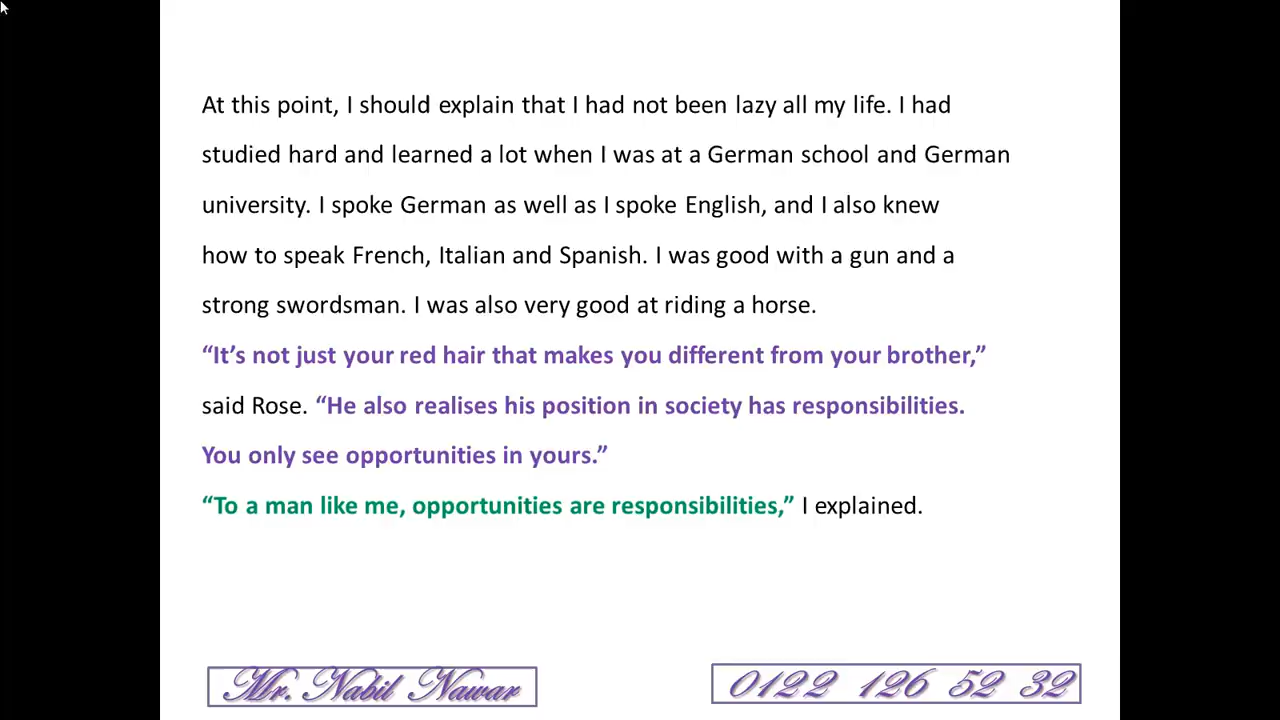 At this point, I should explain that I had not been lazy all my life. I had
studied hard and learned a lot when I was at a German school and German
university. I spoke German as well as I spoke English, and I also knew
how to speak French, Italian and Spanish. I was good with a gun and a
strong swordsman. I was also very good at riding a horse.
“It’s not just your red hair that makes you different from your brother,”
said Rose. “He also realises his position in society has responsibilities.
You only see opportunities in yours.”
“To a man like me, opportunities are responsibilities,” I explained.
Mr. Nabil Nawar
0122 126 52 32